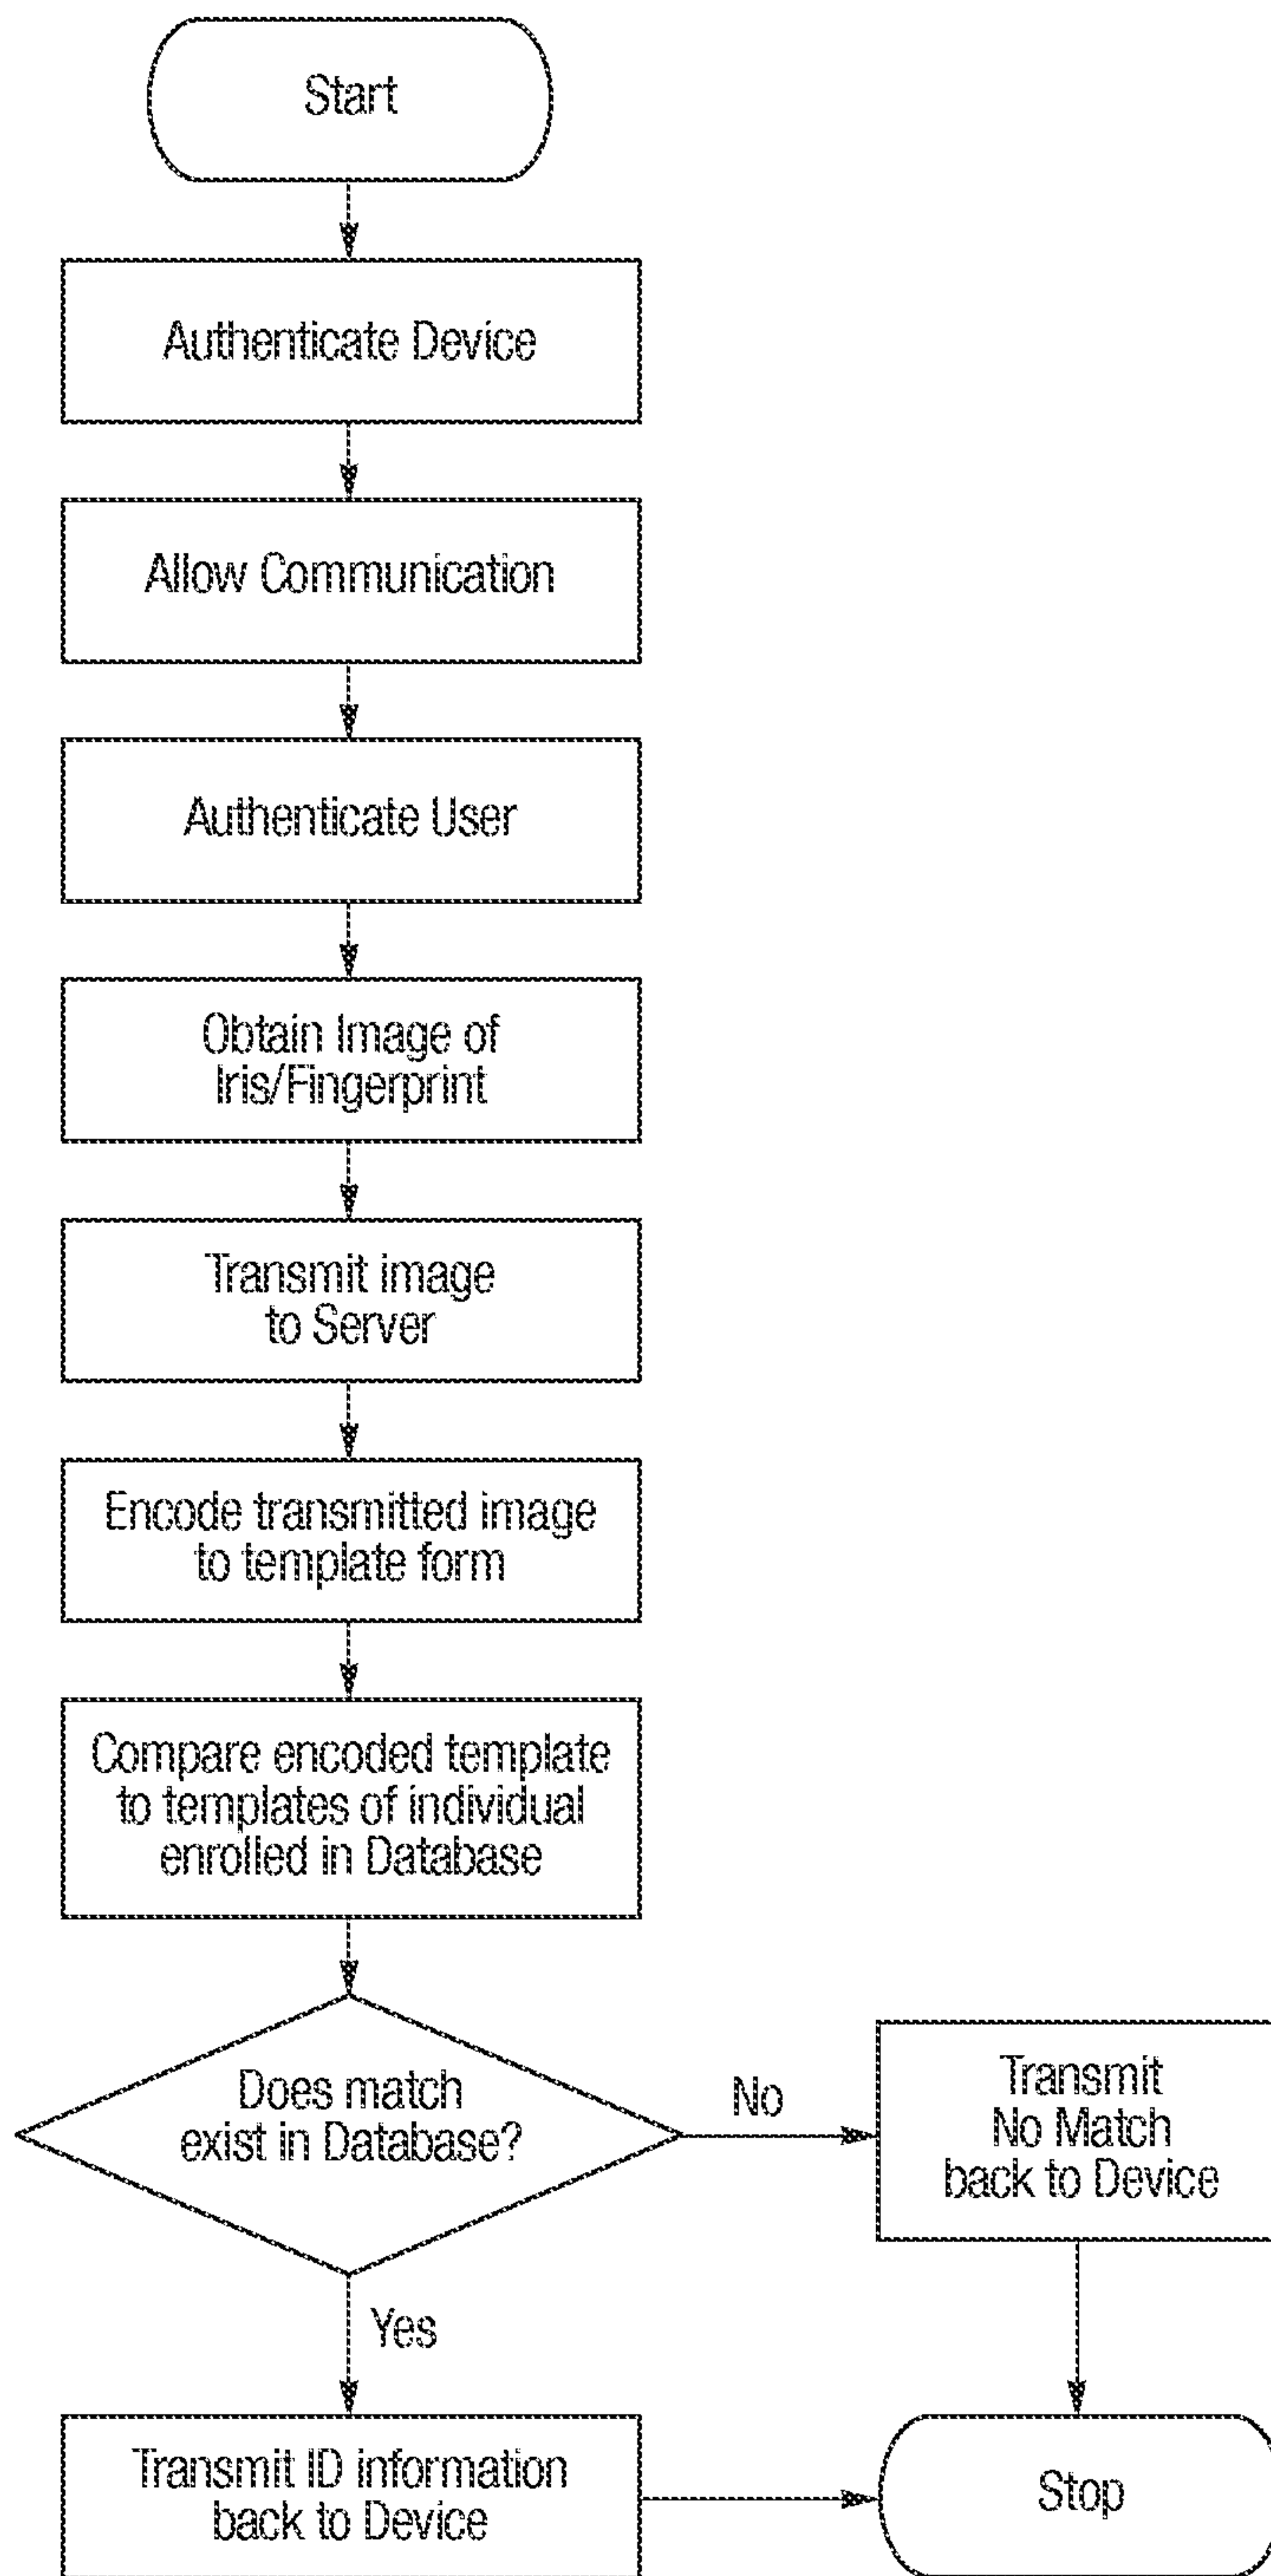 Start
Authenticate Device
Allow Communication
Authenticate User
Obtain Image of
Iris/Fingerprint
Transmit image
to Server
Encode transmitted image
to template form
Compare encoded template
to templates of individual
enrolled in Database
Does match
exist in Database?
No
Transmit
No Match
back to Device
Yes
Transmit ID information
back to Device
Stop